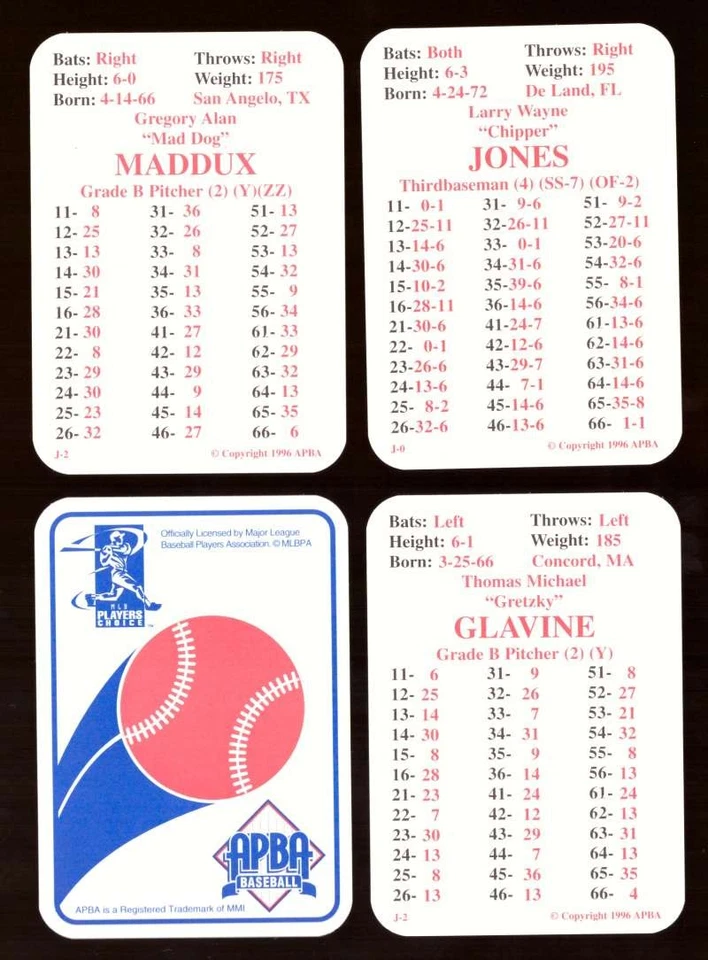 Bats: Right Throws: Right
Height: 6-0 Weight: 175
Born: 4-14-66 San Angelo, TX
Gregory Alan
“Mad Dog”
MADDUX
Grade B Pitcher (2) (Y)(ZZ)
11- 8 31- 36 51- 13
12- 25 32- 26 52- 27
13- 13 33- 8 53- 13
14- 30 34- 31 54- 32
15- 21 35- 13 55- 9
16- 28 36- 33 56- 34
21- 30 41- 27 61- 33
22- 8 42- 12 62- 29
23- 29 43- 29 63- 32
24- 30 44- 9 64- 13
25- 23 45- 14 65- 35
26- 32 46- 27 66- 6
J-2 © Copyright 1996 APBA
Bats: Both Throws: Right
Height: 6-3 Weight: 195
Born: 4-24-72 De Land, FL
Larry Wayne
“Chipper”
JONES
Thirdbaseman (4) (SS-7) (OF-2)
11- 0-1 31- 9-6 51- 9-2
12-25-11 32-26-11 52-27-11
13-14-6 33- 0-1 53-20-6
14-30-6 34-31-6 54-32-6
15-10-2 35-39-6 55- 8-1
16-28-11 36-14-6 56-34-6
21-30-6 41-24-7 61-13-6
22- 0-1 42-12-6 62-14-6
23-26-6 43-29-7 63-31-6
24-13-6 44- 7-1 64-14-6
25- 8-2 45-14-6 65-35-8
26-32-6 46-13-6 66- 1-1
J-0 © Copyright 1996 APBA
Officially Licensed by Major League
Baseball Players Association. © MLBPA
MLB
PLAYERS
CHOICE™
APBA
BASEBALL
APBA is a Registered Trademark of MMI
Bats: Left Throws: Left
Height: 6-1 Weight: 185
Born: 3-25-66 Concord, MA
Thomas Michael
“Gretzky”
GLAVINE
Grade B Pitcher (2) (Y)
11- 6 31- 9 51- 8
12- 25 32- 26 52- 27
13- 14 33- 7 53- 21
14- 30 34- 31 54- 32
15- 8 35- 9 55- 8
16- 28 36- 14 56- 13
21- 23 41- 24 61- 24
22- 7 42- 12 62- 13
23- 30 43- 29 63- 31
24- 13 44- 7 64- 13
25- 8 45- 36 65- 35
26- 13 46- 13 66- 4
J-2 © Copyright 1996 APBA